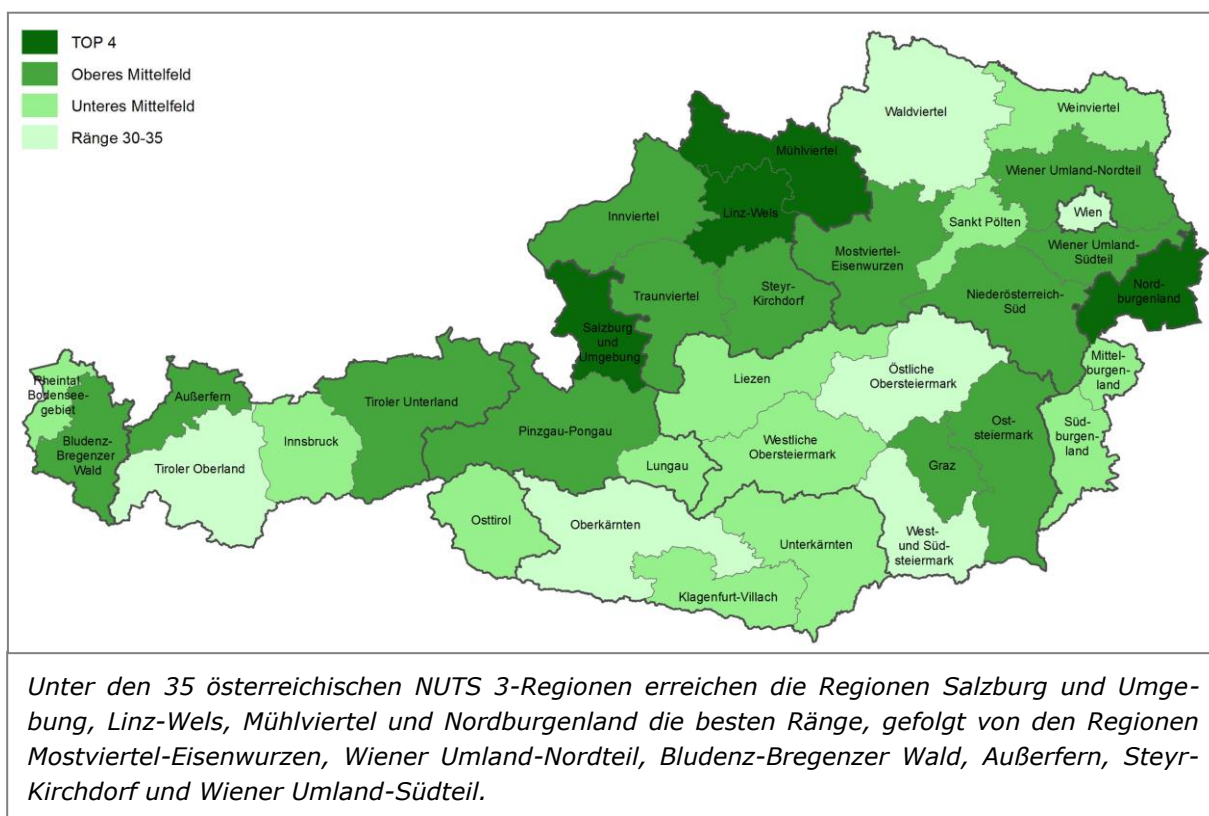 TOP 4
Oberes Mittelfeld
Unteres Mittelfeld
Ränge 30-35
Waldviertel
Weinviertel
Mühlviertel
Wiener Umland-Nordteil
Linz-Wels
Innviertel
Wien
Sankt Pölten
Mostviertel-
Eisenwurzen
Wiener Umland-
Südteil
Traunviertel
Steyr-
Kirchdorf
Niederösterreich-
Süd
Nord-
burgenland
Salzburg
und
Umgebung
Rheintal
Bodensee-
gebiet
Außerfern
Tiroler Unterland
Liezen
Östliche
Obersteiermark
Mittel-
burgen-
land
Bludenz-
Bregenzer
Wald
Innsbruck
Pinzgau-Pongau
Ost-
steiermark
Süd-
burgen-
land
Tiroler Oberland
Lungau
Westliche
Obersteiermark
Graz
Osttirol
Oberkärnten
Unterkärnten
West-
und Süd-
steiermark
Klagenfurt-Villach
Unter den 35 österreichischen NUTS 3-Regionen erreichen die Regionen Salzburg und Umge-
bung, Linz-Wels, Mühlviertel und Nordburgenland die besten Ränge, gefolgt von den Regionen
Mostviertel-Eisenwurzen, Wiener Umland-Nordteil, Bludenz-Bregenzer Wald, Außerfern, Steyr-
Kirchdorf und Wiener Umland-Südteil.